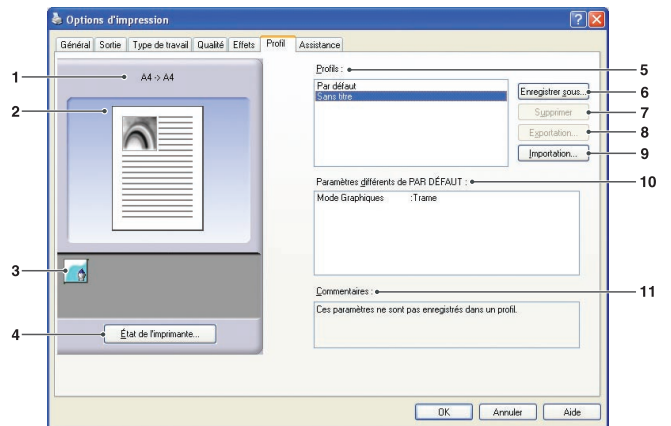 Options d'impression
Général Sortie Type de travail Qualité Effets Profil Assistance
1
A4 -> A4
2
3
4
État de l'imprimante...
Profils :
5
Par défaut
Sans titre
Enregistrer sous...
6
Supprimer
7
Exportation...
8
Importation...
9
Paramètres différents de PAR DÉFAUT :
10
Mode Graphiques :Trame
Commentaires :
11
Ces paramètres ne sont pas enregistrés dans un profil.
OK Annuler Aide